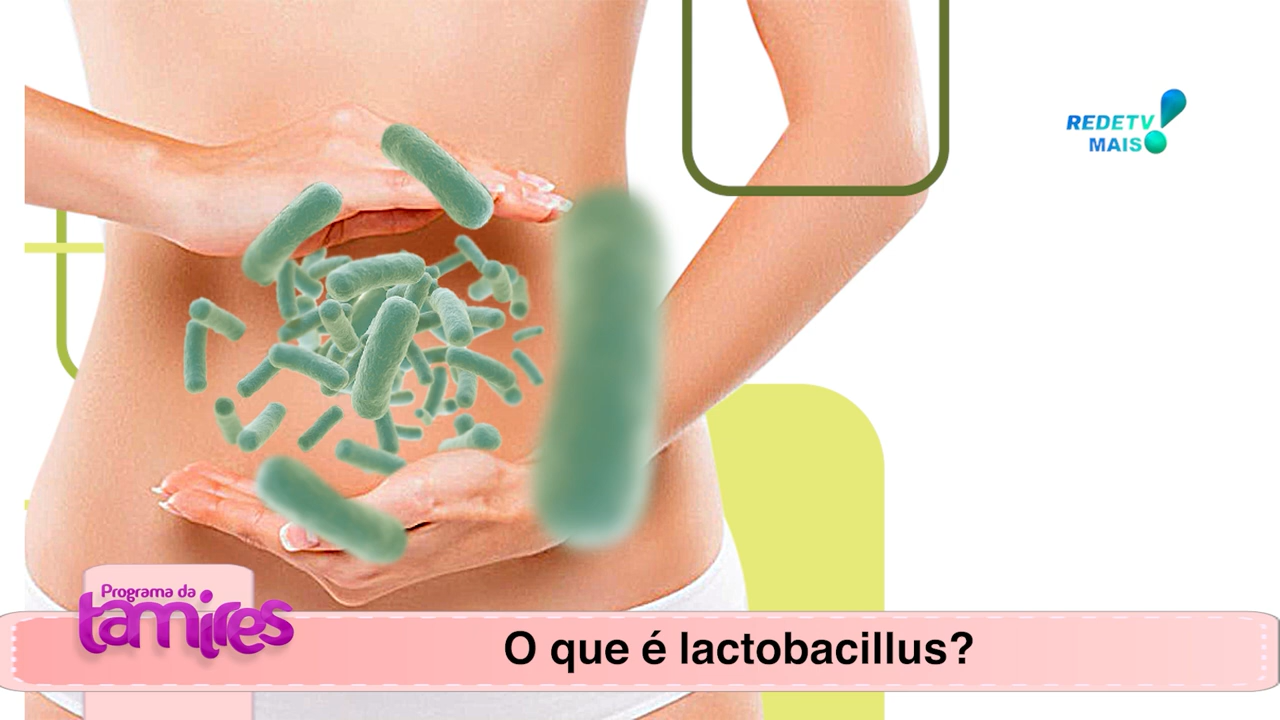 REDETV
MAIS
Programa da
tamires
O que é lactobacillus?